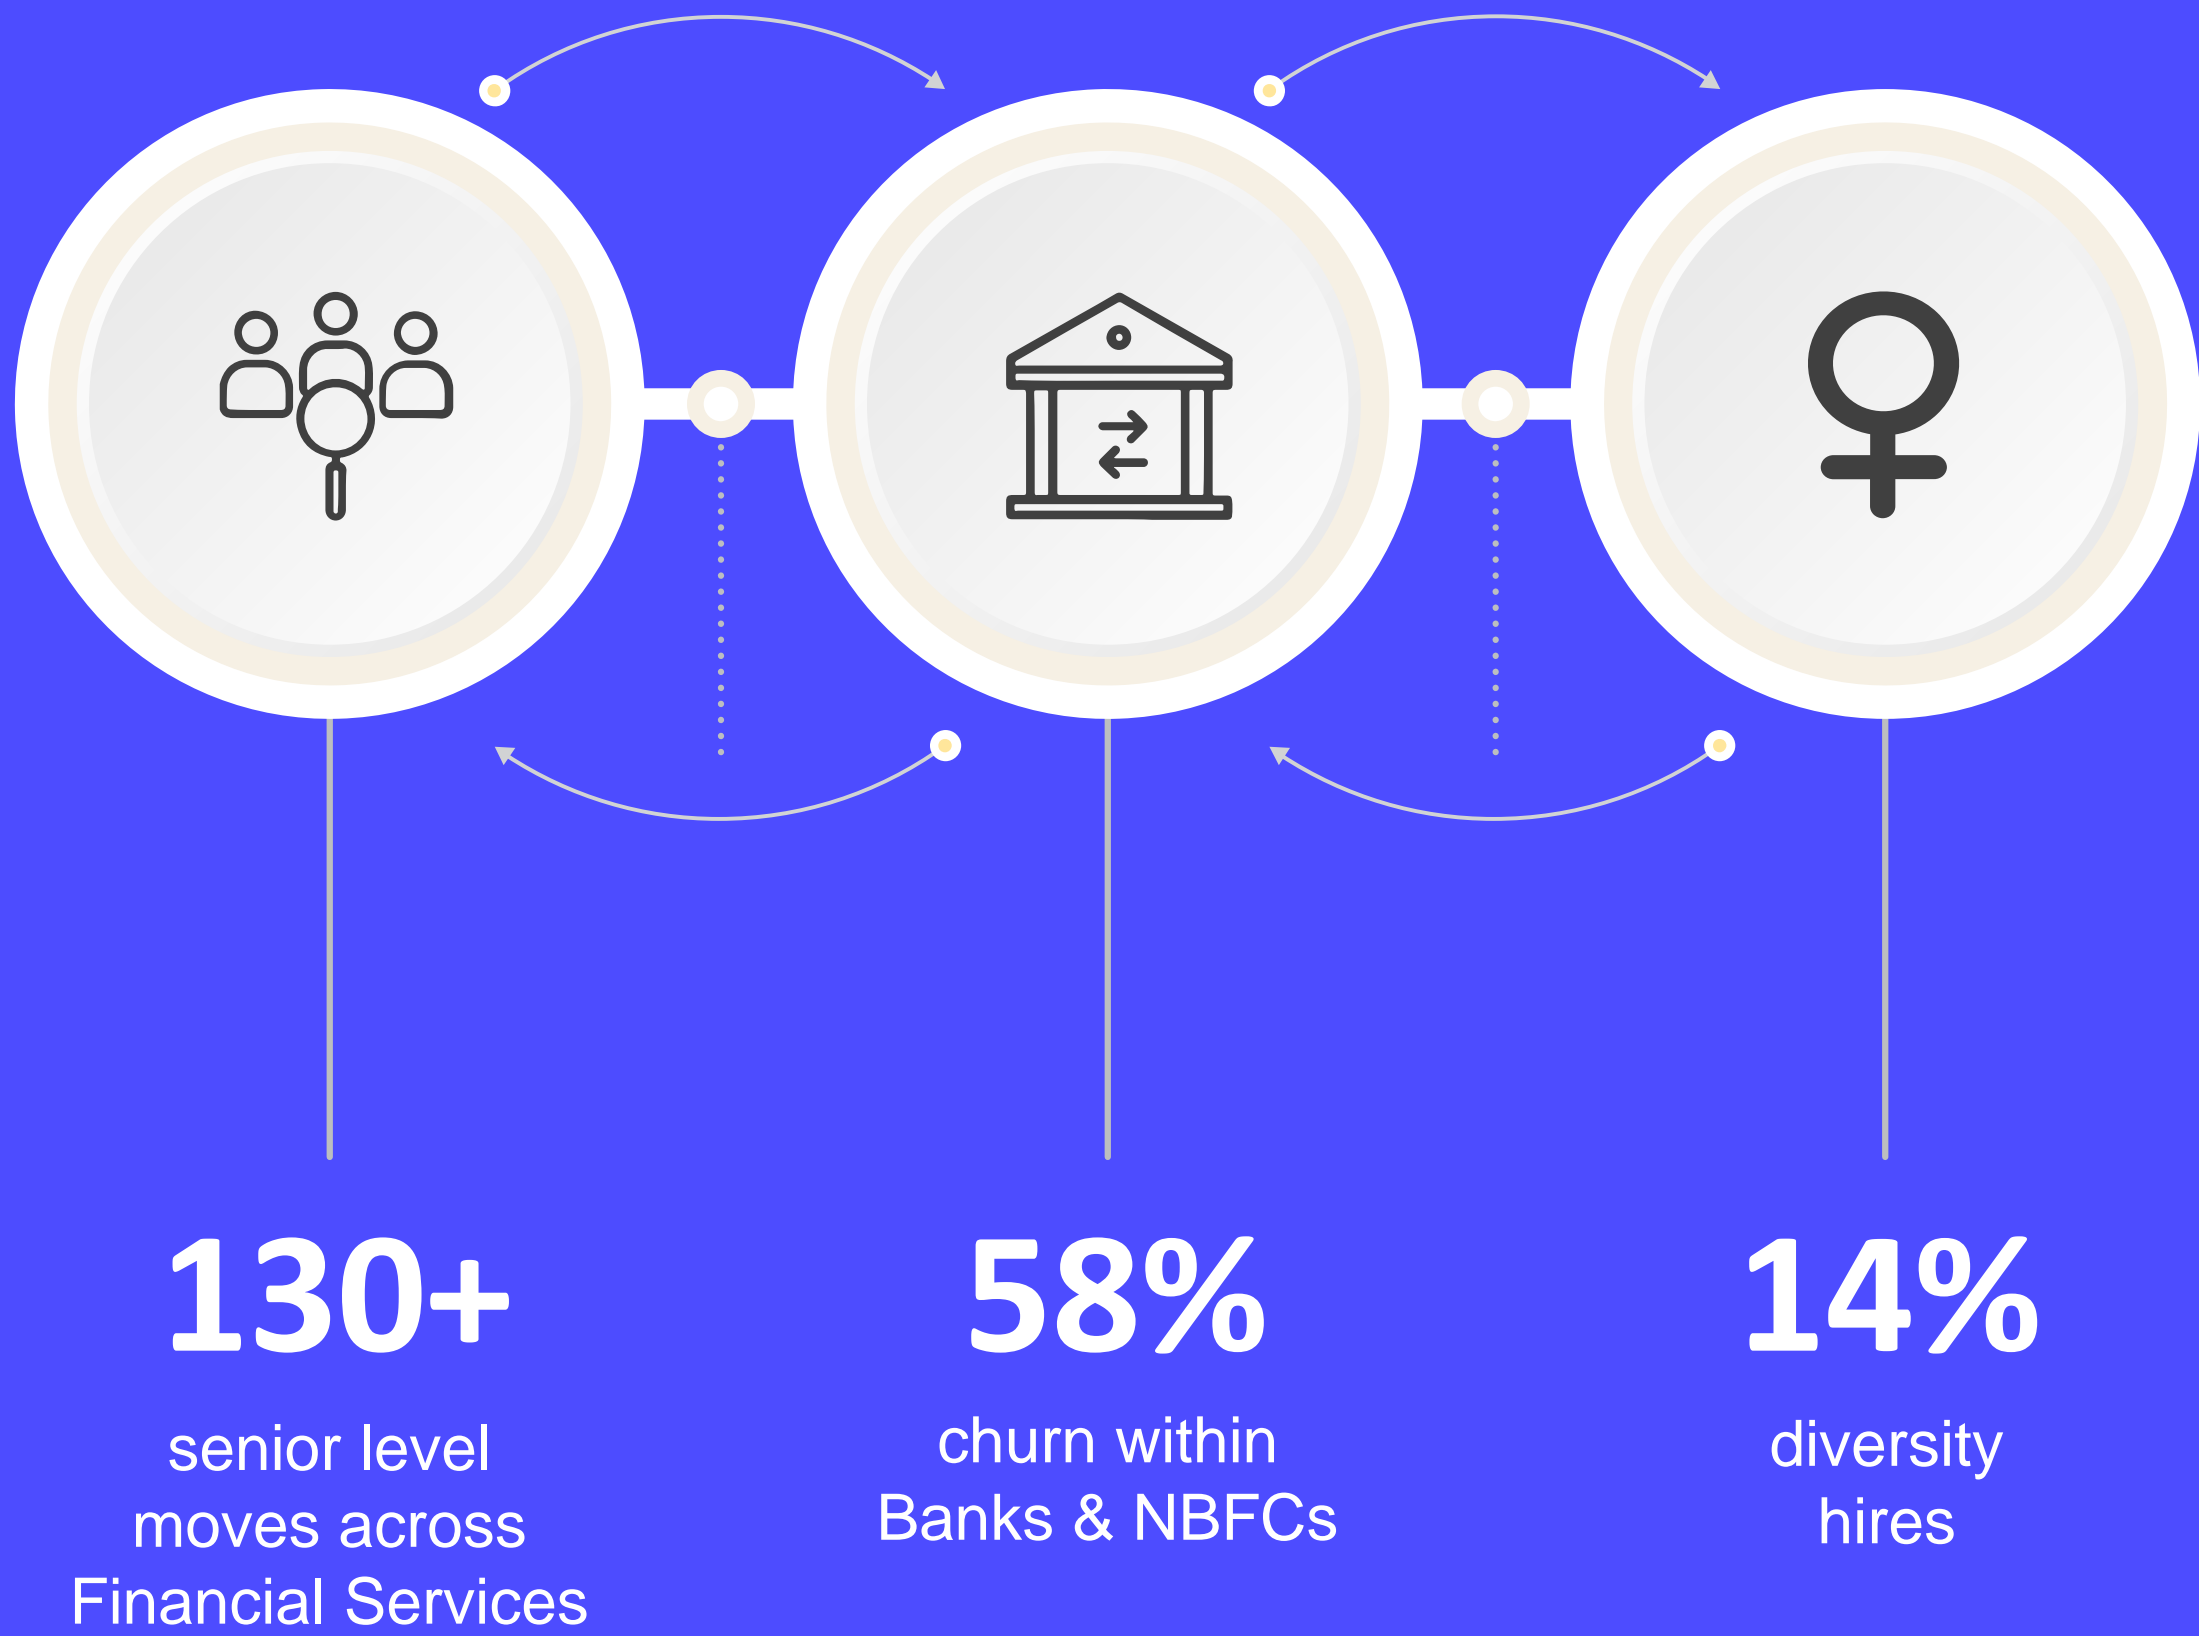 130+
senior level
moves across
Financial Services
58%
churn within
Banks & NBFCs
14%
diversity
hires